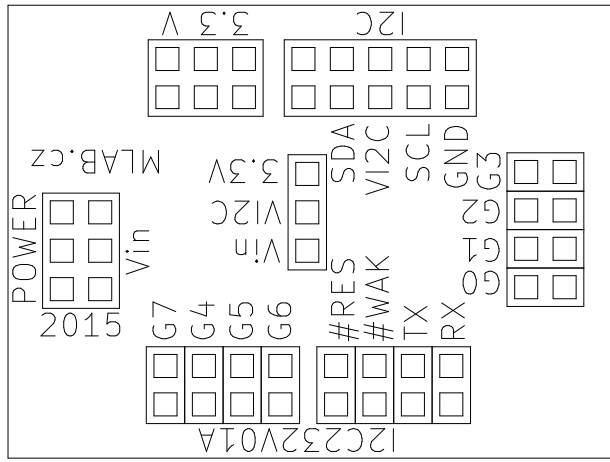 3.3 V
I2C
MLAB.cz
SDA
VI2C
SCL
GND
3.3V
VI2C
Vin
G3
G2
G1
G0
POWER
Vin
2015
G7
G4
G5
G6
#RES
#WAK
TX
RX
I2C232V01A